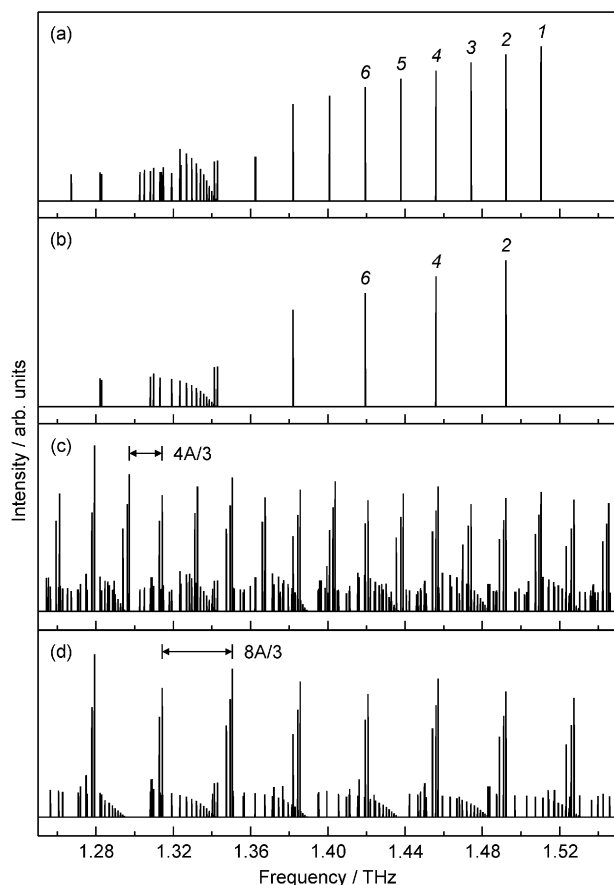 (a)
6
5
4
3
2
1
(b)
6
4
2
(c)
4A/3
(d)
8A/3
Intensity / arb. units
1.28 1.32 1.36 1.40 1.44 1.48 1.52
Frequency / THz